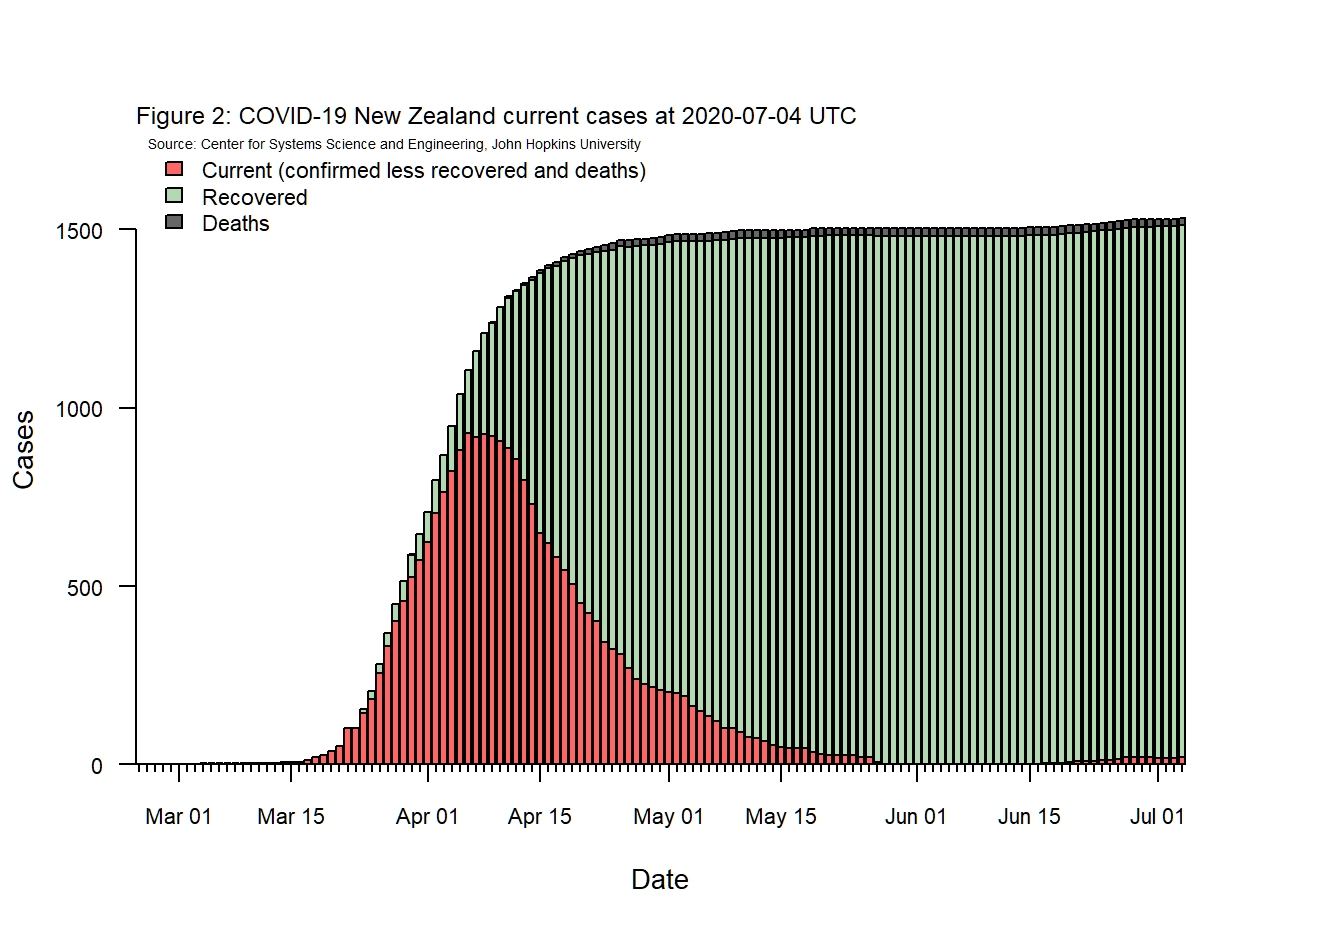 Figure 2: COVID-19 New Zealand current cases at 2020-07-04 UTC
Source: Center for Systems Science and Engineering, John Hopkins University
Current (confirmed less recovered and deaths)
Recovered
Deaths
1500
1000
500
0
Cases
Mar 01 Mar 15 Apr 01 Apr 15 May 01 May 15 Jun 01 Jun 15 Jul 01
Date